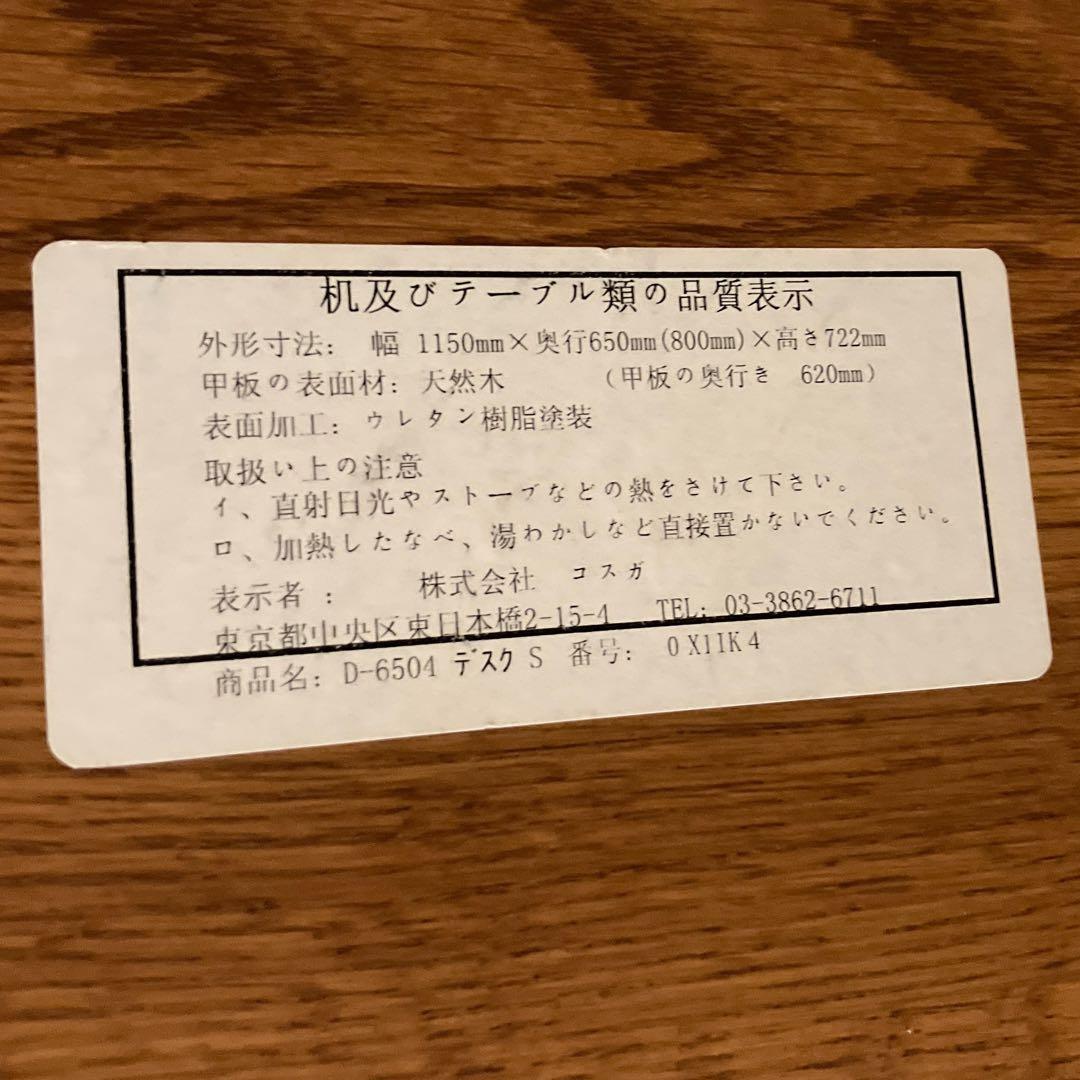 机及びテーブル類の品質表示
外形寸法： 幅 1150mm×奥行650mm(800mm)×高さ722mm
甲板の表面材：天然木 （甲板の奥行き 620mm）
表面加工：ウレタン樹脂塗装
取扱い上の注意
イ、直射日光やストーブなどの熱をさけて下さい。
ロ、加熱したなべ、湯わかしなど直接置かないでください。
表示者： 株式会社 コスガ
東京都中央区東日本橋2-15-4 TEL：03-3862-6711
商品名：D-6504 デスク S 番号： 0X1IK4